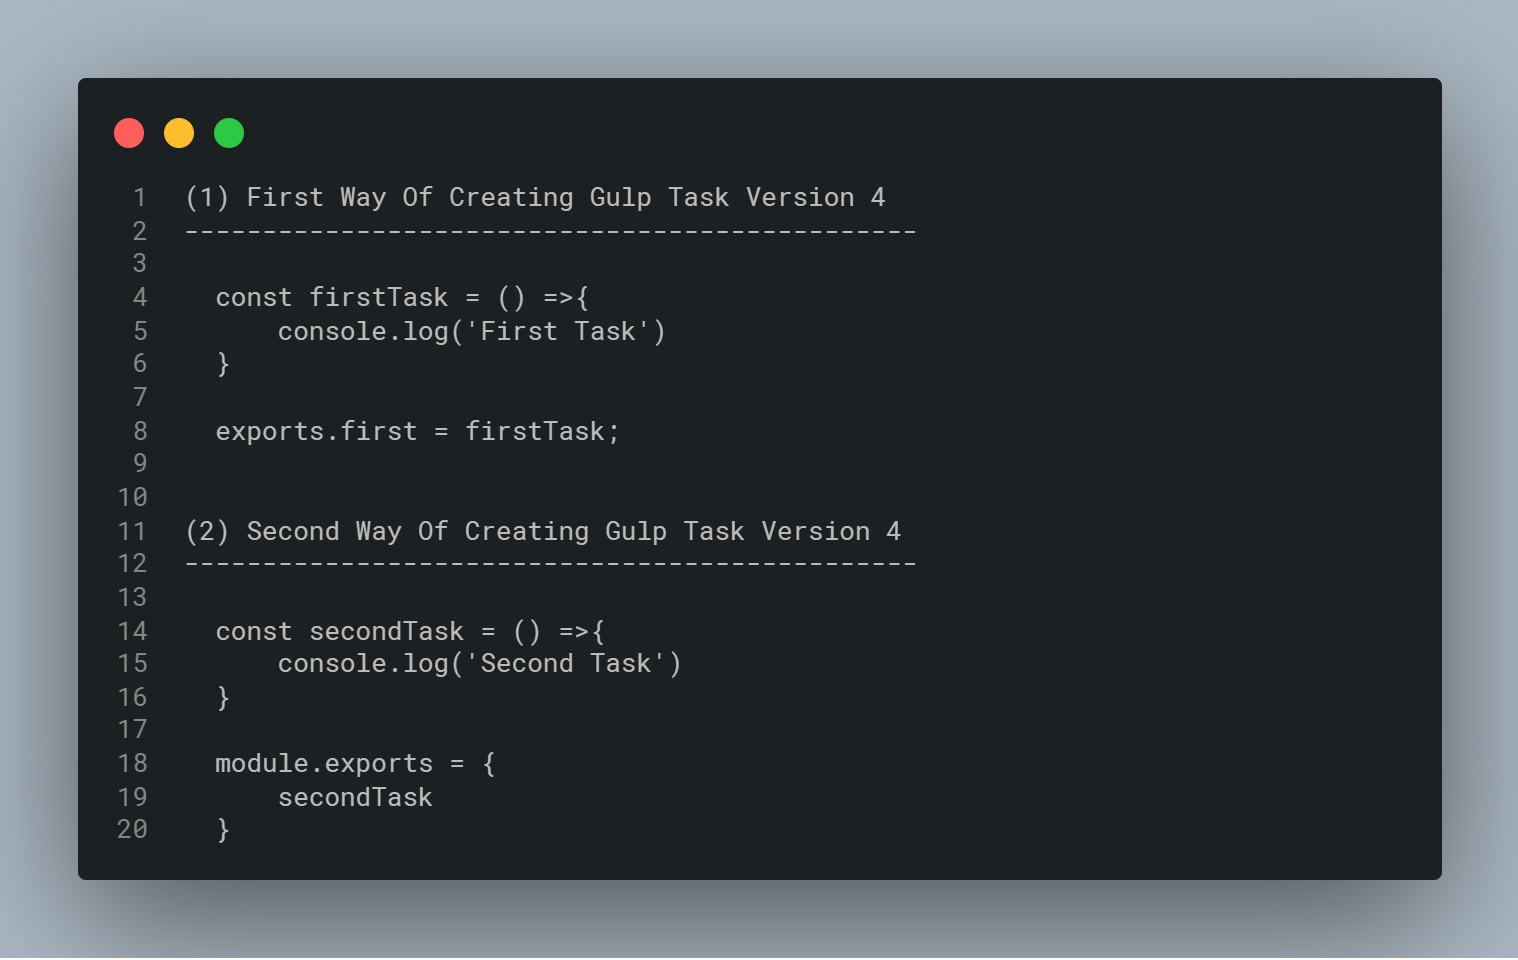 1 (1) First Way Of Creating Gulp Task Version 4
2 -----------------------------------------------
3
4 const firstTask = () =>{
5 console.log('First Task')
6 }
7
8 exports.first = firstTask;
9
10
11 (2) Second Way Of Creating Gulp Task Version 4
12 -----------------------------------------------
13
14 const secondTask = () =>{
15 console.log('Second Task')
16 }
17
18 module.exports = {
19 secondTask
20 }